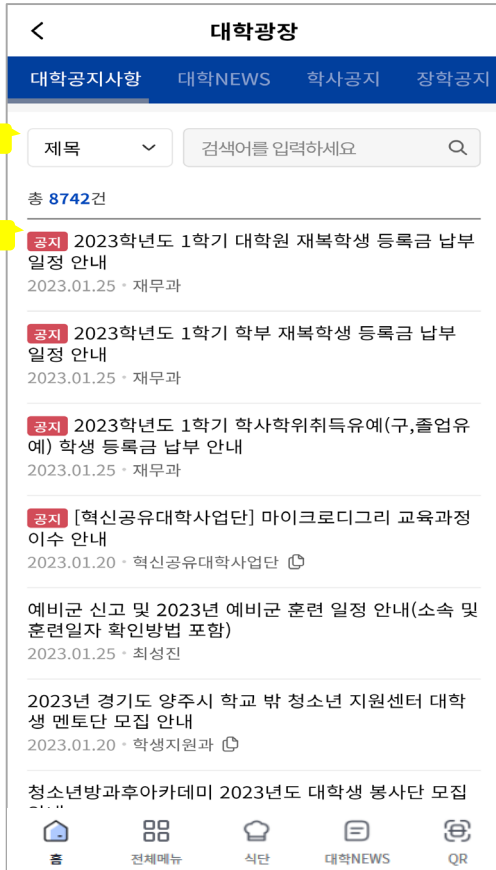 대학광장
대학공지사항 대학NEWS 학사공지 장학공지
제목 검색어를 입력하세요
총 8742건
공지 2023학년도 1학기 대학원 재복학생 등록금 납부
일정 안내
2023.01.25 · 재무과
공지 2023학년도 1학기 학부 재복학생 등록금 납부
일정 안내
2023.01.25 · 재무과
공지 2023학년도 1학기 학사학위취득유예(구,졸업유
예) 학생 등록금 납부 안내
2023.01.25 · 재무과
공지 [혁신공유대학사업단] 마이크로디그리 교육과정
이수 안내
2023.01.20 · 혁신공유대학사업단
예비군 신고 및 2023년 예비군 훈련 일정 안내(소속 및
훈련일자 확인방법 포함)
2023.01.25 · 최성진
2023년 경기도 양주시 학교 밖 청소년 지원센터 대학
생 멘토단 모집 안내
2023.01.20 · 학생지원과
청소년방과후아카데미 2023년도 대학생 봉사단 모집
홈 전체메뉴 식단 대학NEWS QR